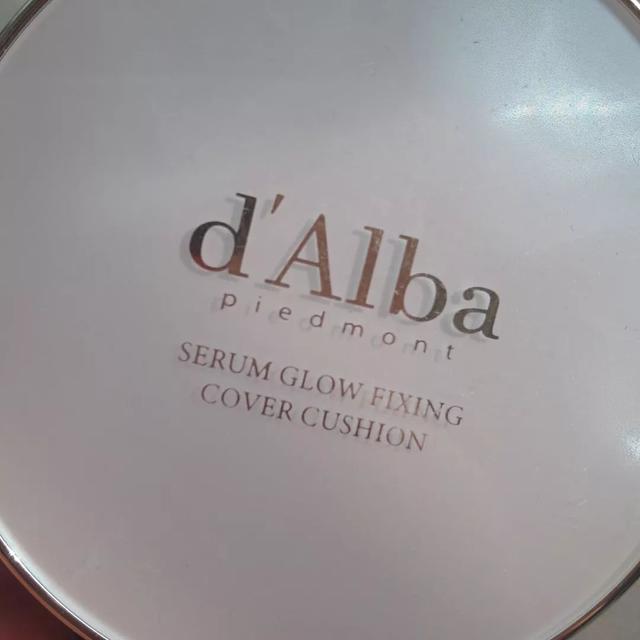 d'Alba
piedmont
SERUM GLOW FIXING
COVER CUSHION